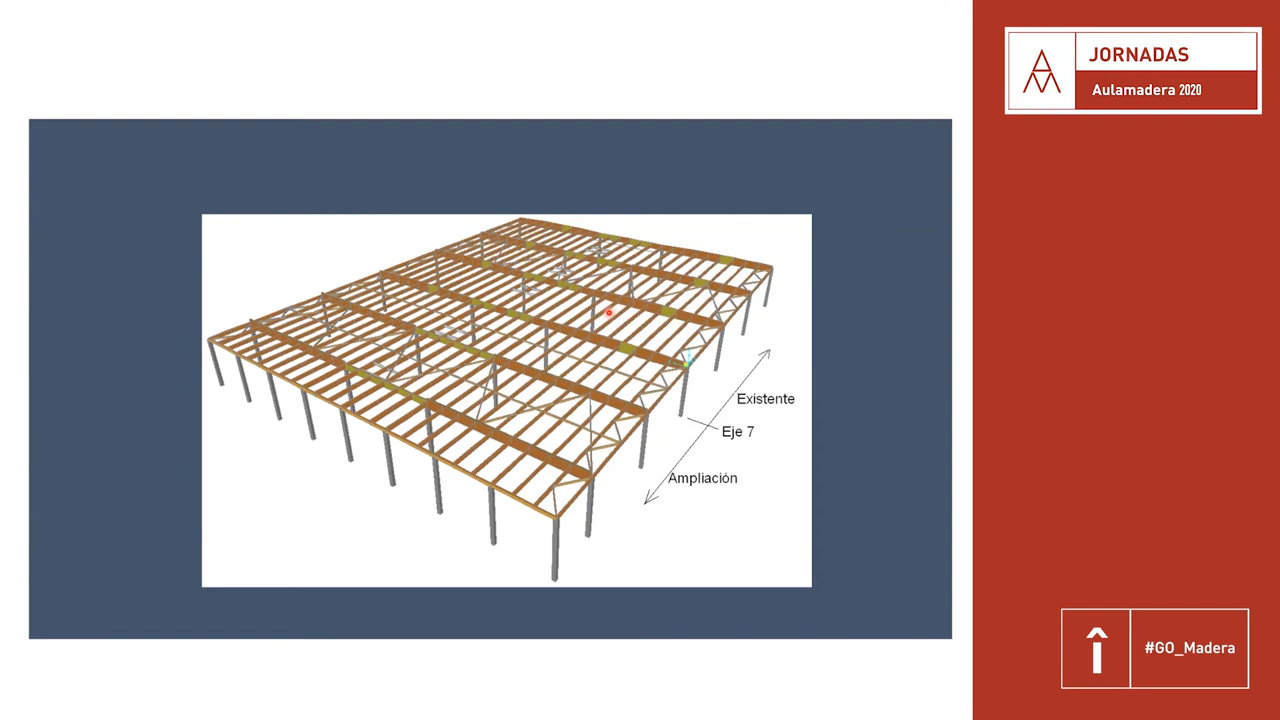 JORNADAS
Aulamadera 2020
Existente
Eje 7
Ampliación
#GO_Madera